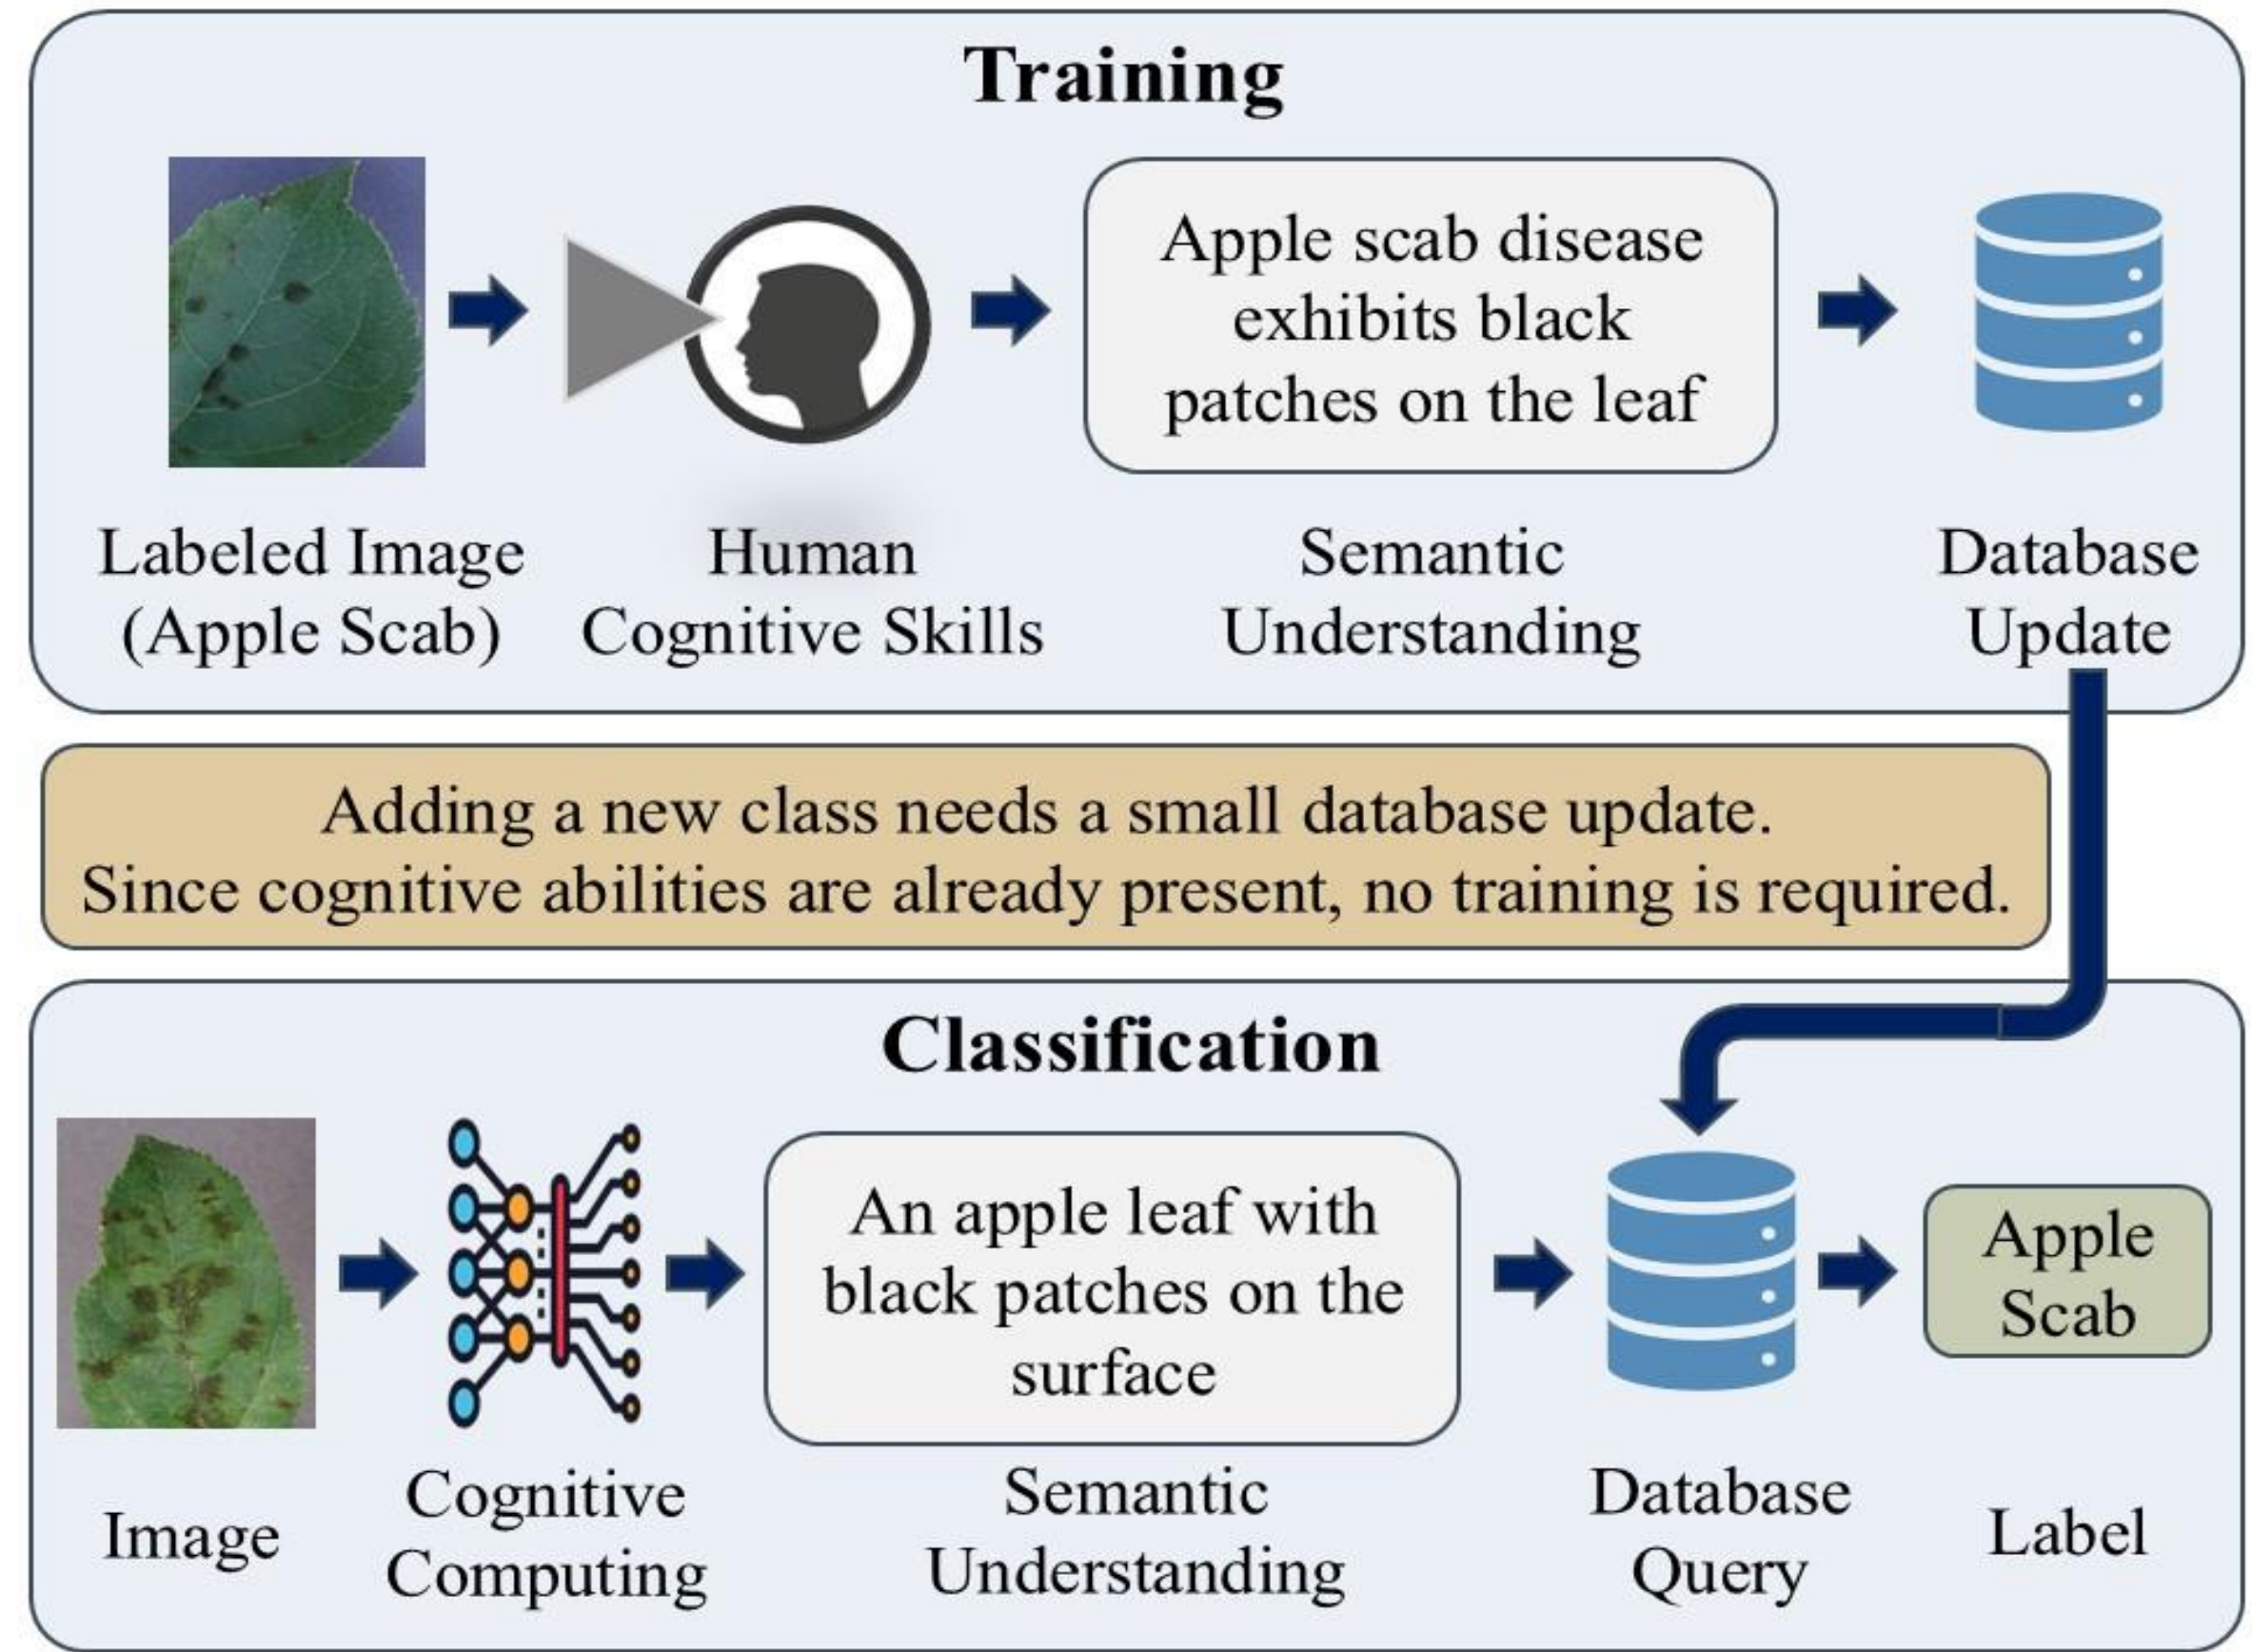 Training
Apple scab disease
exhibits black
patches on the leaf
Labeled Image
(Apple Scab)
Human
Cognitive Skills
Semantic
Understanding
Database
Update
Adding a new class needs a small database update.
Since cognitive abilities are already present, no training is required.
Classification
An apple leaf with
black patches on the
surface
Apple
Scab
Image
Cognitive
Computing
Semantic
Understanding
Database
Query
Label